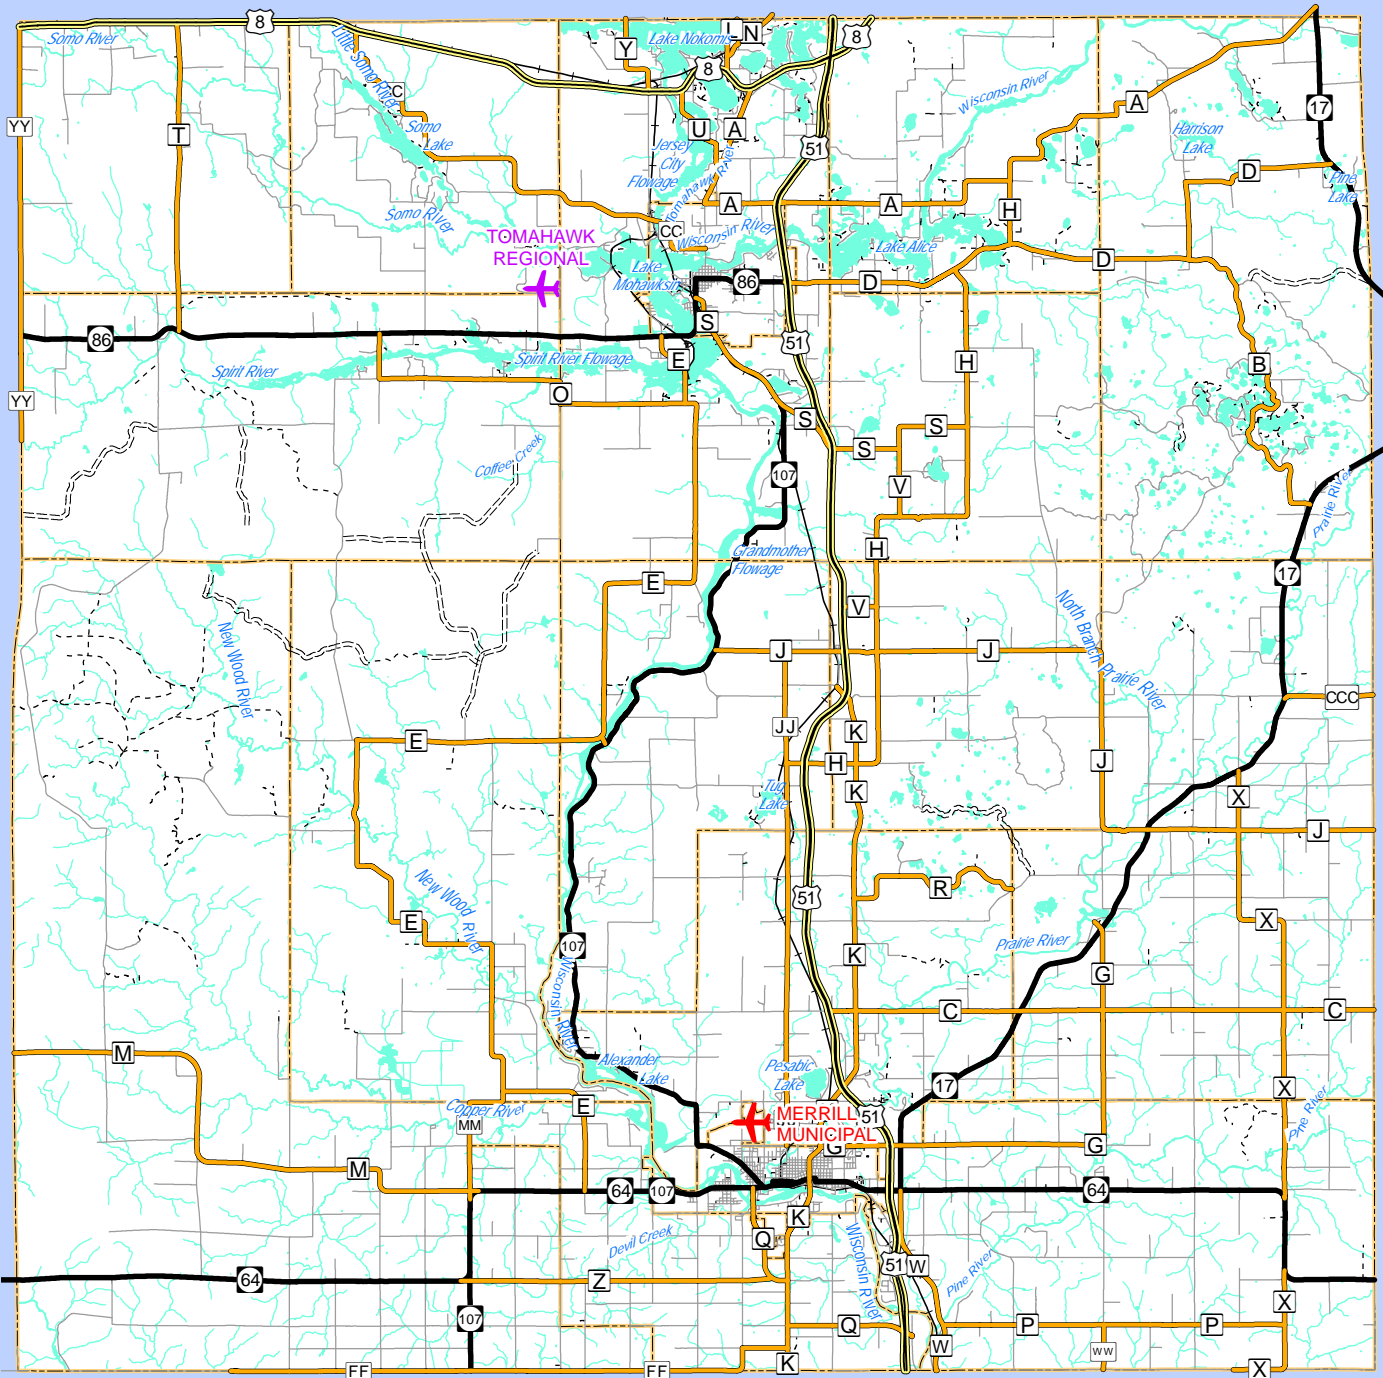 8
Somo River
Little Somo River
Y
Lake Nokomis
L
N
8
8
C
YY
T
Somo
Lake
U
A
Jersey
City
Flowage
Tomahawk River
51
Wisconsin River
A
17
Harrison
Lake
D
Pine
Lake
Somo River
A
A
H
CC
Wisconsin River
Lake Alice
TOMAHAWK
REGIONAL
Lake
Mohawksin
86
D
D
S
86
51
Spirit River
Spirit River Flowage
E
H
B
YY
O
S
S
S
Coffee Creek
107
V
Prairie River
H
Grandmother
Flowage
17
E
V
North Branch Prairie River
New Wood River
J
J
CCC
JJ
K
E
H
J
Tug
Lake
K
X
J
51
R
New Wood River
E
X
107
Prairie River
K
G
Wisconsin River
C
C
M
Alexander
Lake
Pesabic
Lake
17
X
Copper River
E
MM
MERRILL
MUNICIPAL
51
G
G
Pine River
M
64
107
64
K
Q
Devil Creek
Wisconsin River
64
Z
51
W
Pine River
X
107
Q
P
P
W
WW
FF
FF
K
X